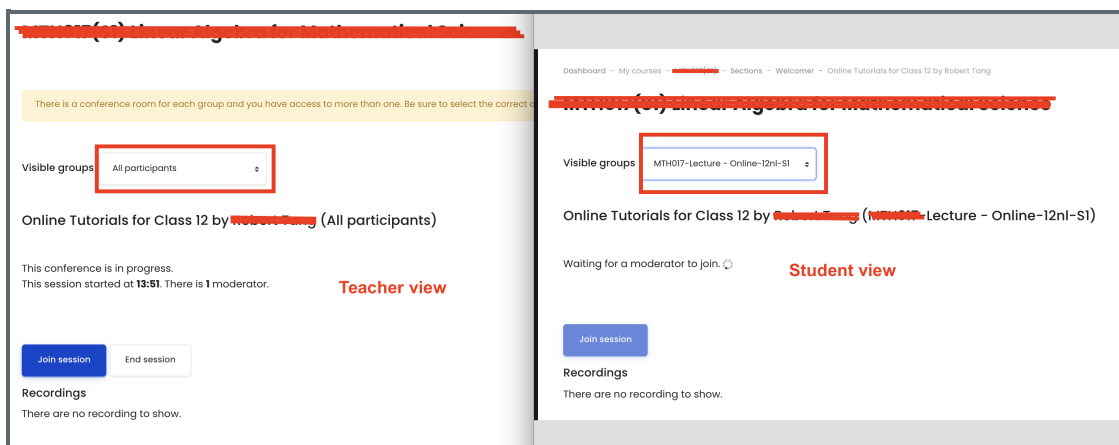 There is a conference room for each group and you have access to more than one. Be sure to select the correct
Visible groups
All participants
Online Tutorials for Class 12 by (All participants)
This conference is in progress.
This session started at 13:51. There is 1 moderator.
Teacher view
Join session
End session
Recordings
There are no recording to show.
Dashboard - My courses - - Sections - Welcome! - Online Tutorials for Class 12 by Robert Tang
Visible groups
MTH017-Lecture - Online-12nl-S1
Online Tutorials for Class 12 by ( -Lecture - Online-12nl-S1)
Waiting for a moderator to join.
Student view
Join session
Recordings
There are no recording to show.